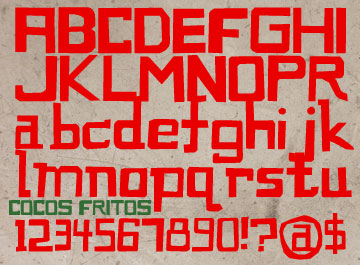 ABCDEFGHI
JKLMNOPR
abcdefghijk
lmnopqrstu
COCOS FRITOS
1234567890!?@$